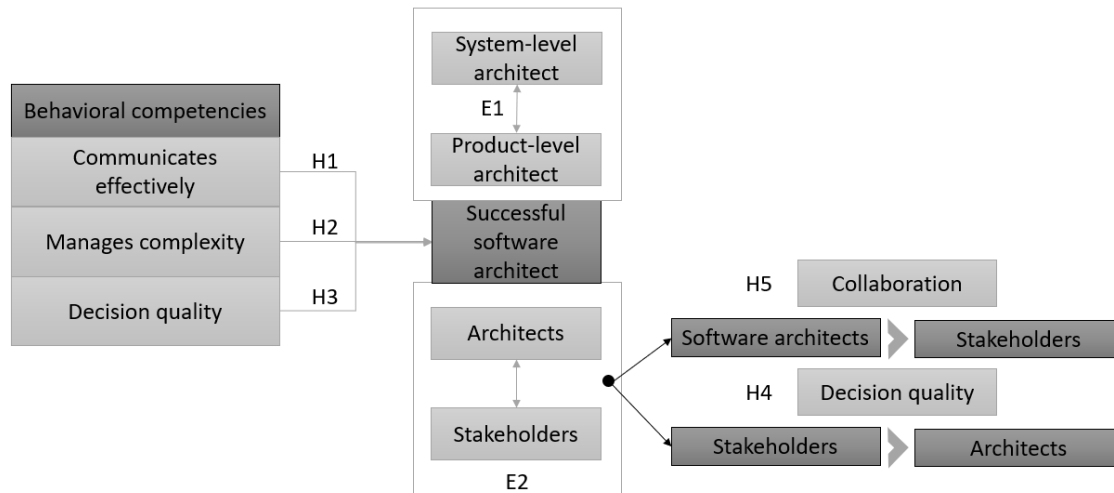 Behavioral competencies
Communicates
effectively
Manages complexity
Decision quality
H1
H2
H3
System-level
architect
E1
Product-level
architect
Successful
software
architect
Architects
Stakeholders
E2
H5
Collaboration
Software architects
Stakeholders
H4
Decision quality
Stakeholders
Architects